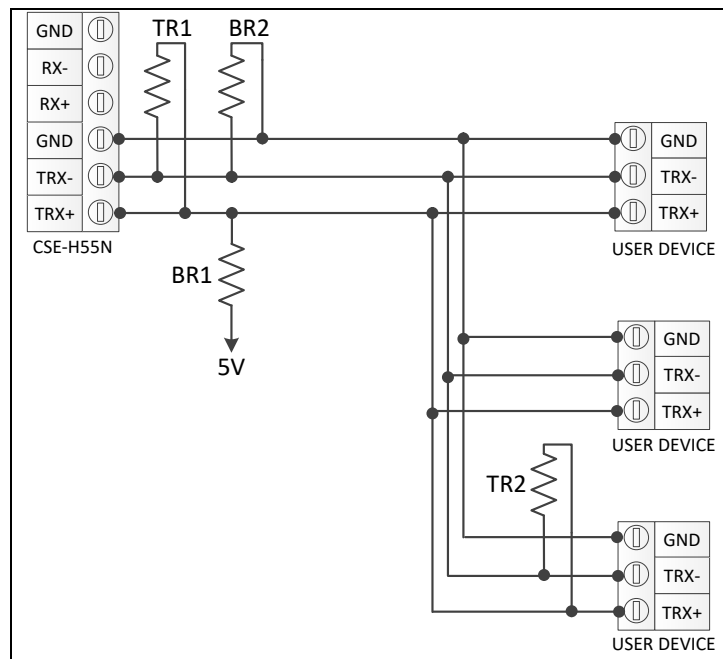 GND
RX-
RX+
GND
TRX-
TRX+
CSE-H55N
TR1
BR2
BR1
5V
GND
TRX-
TRX+
USER DEVICE
GND
TRX-
TRX+
USER DEVICE
TR2
GND
TRX-
TRX+
USER DEVICE